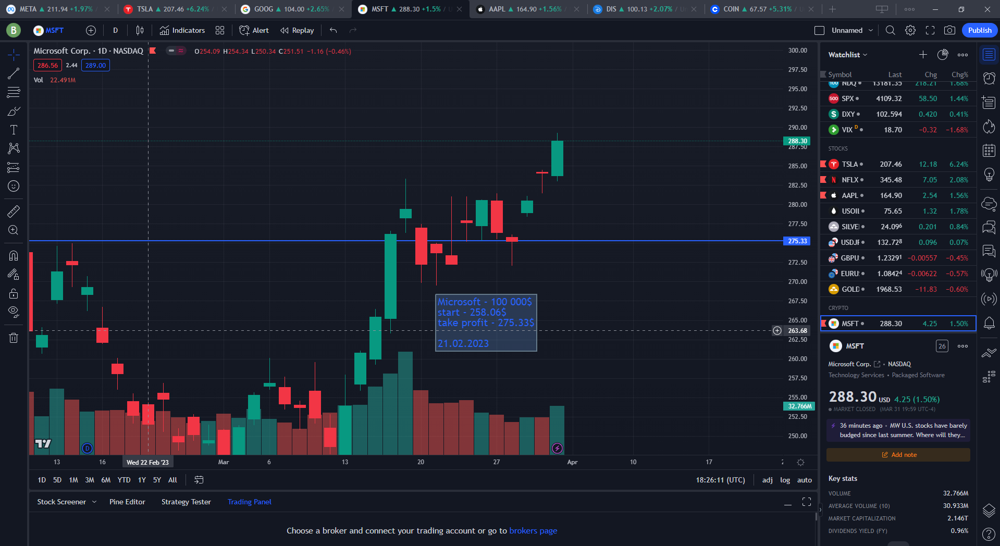 META 211.94 +1.97%
TSLA 207.46 +6.24%
GOOG 104.00 +2.65%
MSFT 288.30 +1.5%
AAPL 164.90 +1.56%
DIS 100.13 +2.07%
COIN 67.57 +5.31%
B MSFT D Indicators Alert Replay Unnamed Publish
Microsoft Corp. · 1D · NASDAQ O254.09 H254.34 L250.34 C251.51 −1.16 (−0.46%)
286.56 2.44 289.00
Vol 22.491M
300.00
297.50
295.00
292.50
290.00
288.30
287.50
285.00
282.50
280.00
277.50
275.33
272.50
270.00
267.50
265.00
263.68
262.50
260.00
257.50
255.00
32.766M
252.50
250.00
Microsoft - 100 000$
start - 258.06$
take profit - 275.33$
21.02.2023
D
13 16 Wed 22 Feb '23 Mar 6 13 20 27 Apr 10 17 2
1D 5D 1M 3M 6M YTD 1Y 5Y All 18:26:11 (UTC) adj log auto
Stock Screener Pine Editor Strategy Tester Trading Panel
Choose a broker and connect your trading account or go to brokers page
Watchlist
Symbol Last Chg Chg%
100 NDQ 13181.35 218.21 1.68%
500 SPX 4109.32 58.50 1.44%
$ DXY 102.594 0.420 0.41%
VIX D 18.70 −0.32 −1.68%
STOCKS
TSLA 207.46 12.18 6.24%
NFLX 345.48 7.05 2.08%
AAPL 164.90 2.54 1.56%
USOIL 75.65 1.32 1.78%
SILVE 24.096 0.201 0.84%
USDJF 132.728 0.096 0.07%
GBPU 1.23291 −0.00557 −0.45%
EURU 1.08424 −0.00622 −0.57%
GOLD 1968.53 −11.83 −0.60%
CRYPTO
MSFT 288.30 4.25 1.50%
MSFT 26
Microsoft Corp. • NASDAQ
Technology Services • Packaged Software
288.30 USD 4.25 (1.50%)
MARKET CLOSED (MAR 31 19:59 UTC-4)
36 minutes ago • MW U.S. stocks have barely
budged since last summer. Where will they...
Add note
Key stats
VOLUME 32.766M
AVERAGE VOLUME (10) 30.933M
MARKET CAPITALIZATION 2.146T
DIVIDENDS YIELD (FY) 0.96%